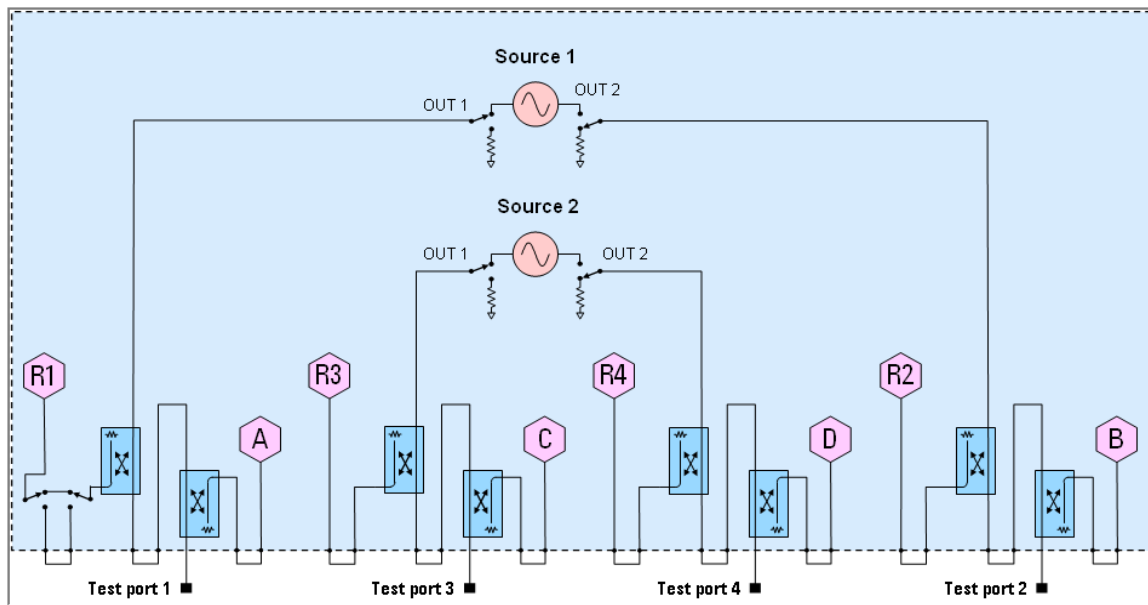 Source 1
OUT 1
OUT 2
Source 2
OUT 1
OUT 2
R1
R3
R4
R2
A
C
D
B
Test port 1
Test port 3
Test port 4
Test port 2